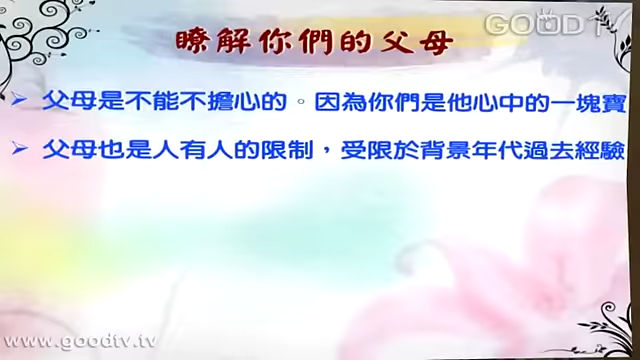 GOOD TV
瞭解你們的父母
父母是不能不擔心的。因為你們是他心中的一塊寶
父母也是人有人的限制，受限於背景年代過去經驗
www.goodtv.tv